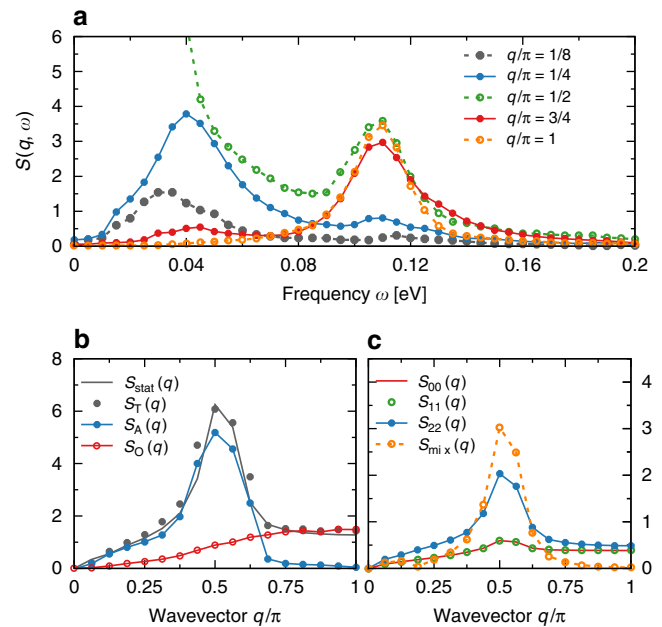 a
6
5
4
3
2
1
0
S(q, ω)
q/π = 1/8
q/π = 1/4
q/π = 1/2
q/π = 3/4
q/π = 1
0 0.04 0.08 0.12 0.16 0.2
Frequency ω [eV]
b
8
6
4
2
0
S_stat(q)
S_T(q)
S_A(q)
S_O(q)
0 0.25 0.5 0.75 1
Wavevector q/π
c
S_00(q)
S_11(q)
S_22(q)
S_mi x(q)
4
3
2
1
0
0 0.25 0.5 0.75 1
Wavevector q/π